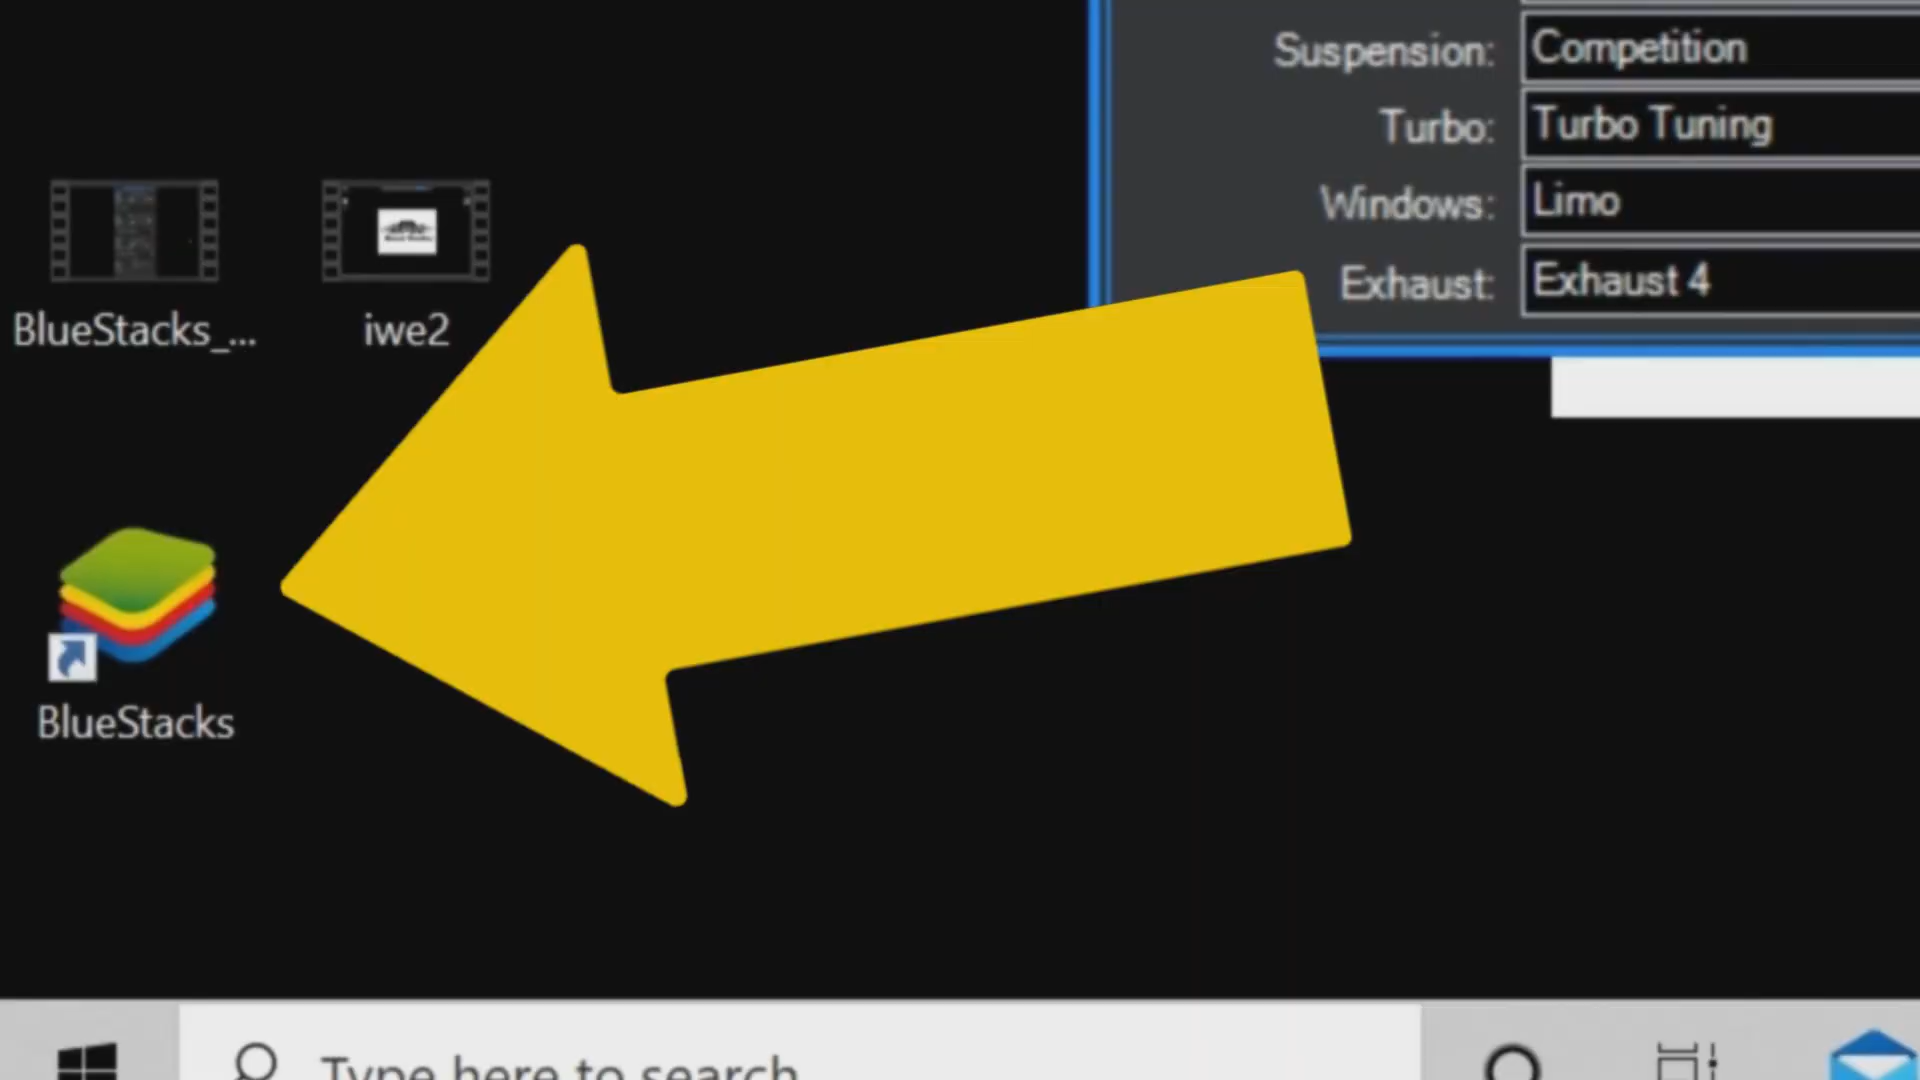 Suspension: Competition
Turbo: Turbo Tuning
Windows: Limo
Exhaust: Exhaust 4
BlueStacks_... iwe2
BlueStacks
Type here to search